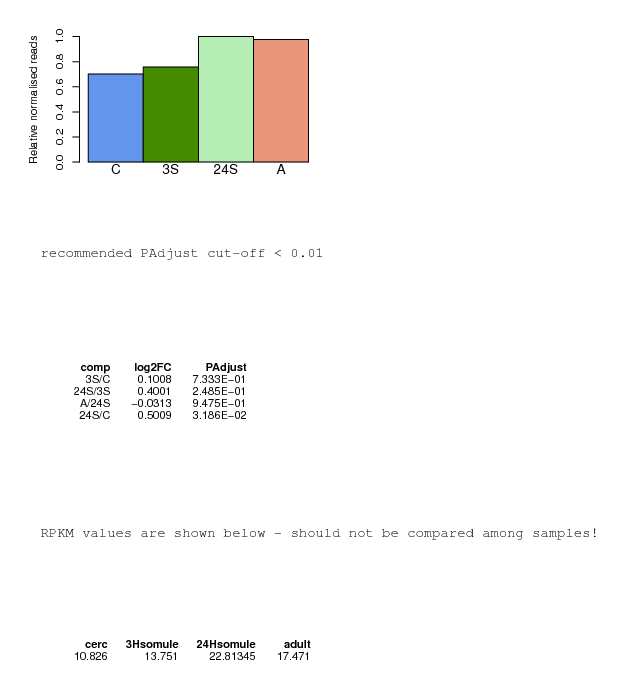 Relative normalised reads
1.0
0.8
0.6
0.4
0.2
0.0
C 3S 24S A
recommended PAdjust cut-off < 0.01
comp log2FC PAdjust
3S/C 0.1008 7.333E−01
24S/3S 0.4001 2.485E−01
A/24S −0.0313 9.475E−01
24S/C 0.5009 3.186E−02
RPKM values are shown below - should not be compared among samples!
cerc 3Hsomule 24Hsomule adult
10.826 13.751 22.81345 17.471